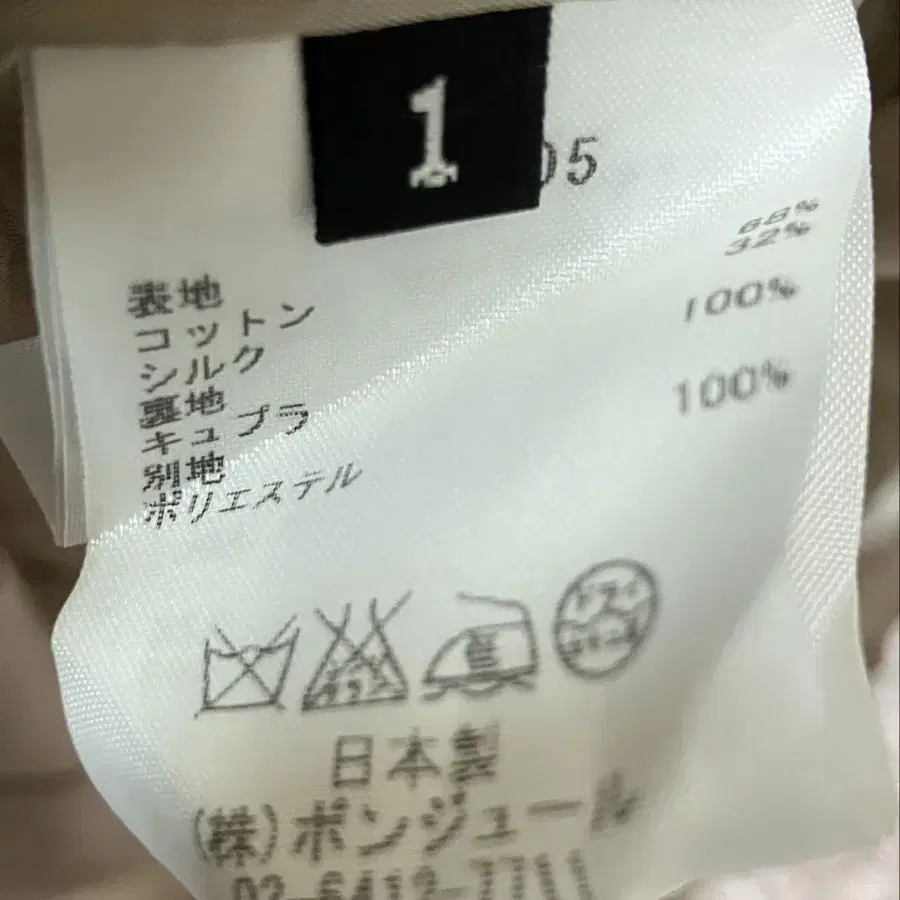 1
05
表地
コットン 68%
シルク 32%
裏地
キュプラ 100%
別地
ポリエステル 100%
日本製
(株)ボンジュール